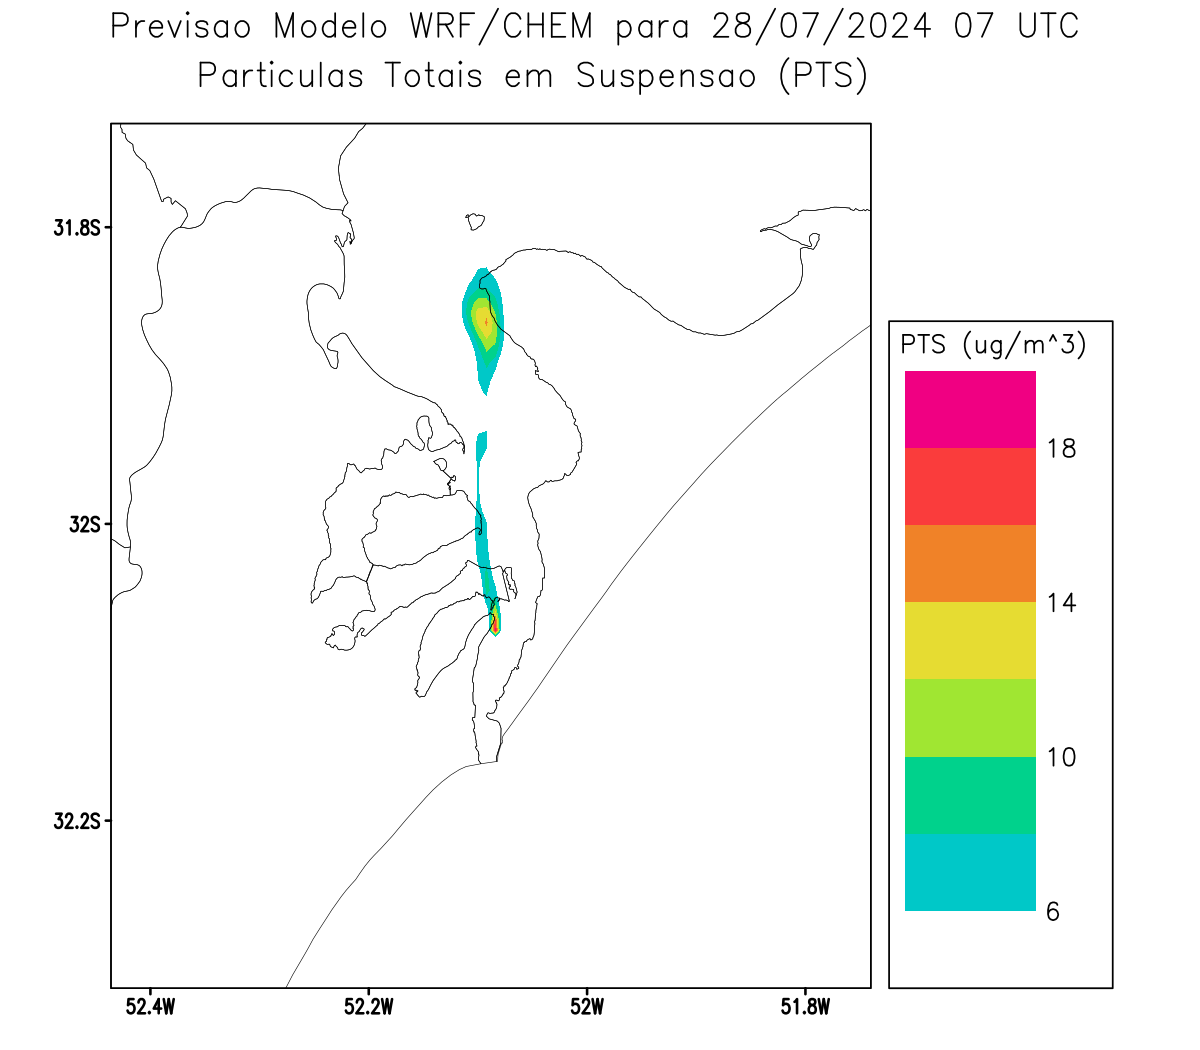 Previsao Modelo WRF/CHEM para 28/07/2024 07 UTC
Particulas Totais em Suspensao (PTS)
31.8S
32S
32.2S
52.4W
52.2W
52W
51.8W
PTS (ug/m^3)
18
14
10
6